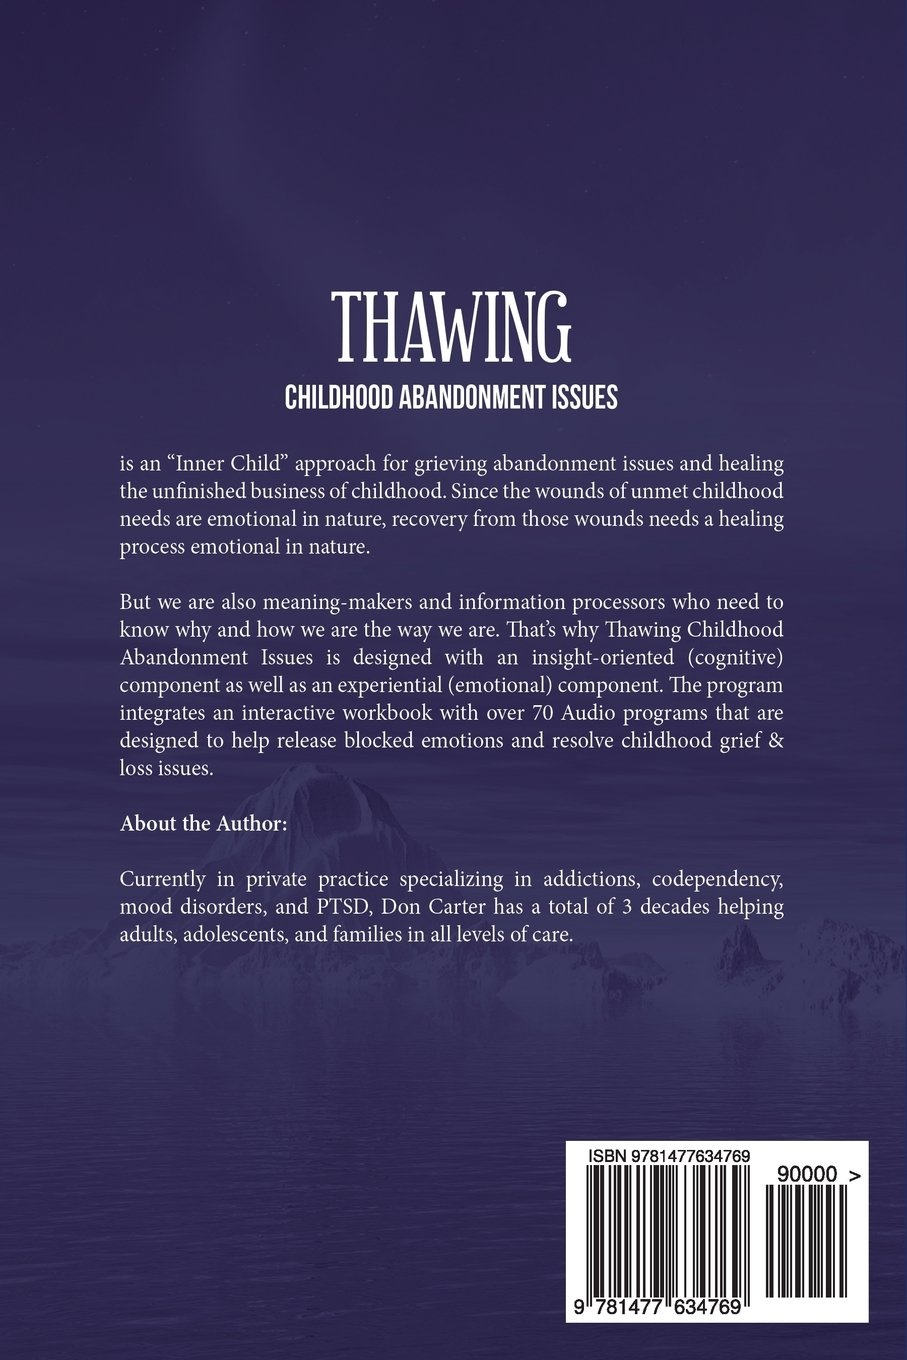 THAWING
CHILDHOOD ABANDONMENT ISSUES
is an “Inner Child” approach for grieving abandonment issues and healing
the unfinished business of childhood. Since the wounds of unmet childhood
needs are emotional in nature, recovery from those wounds needs a healing
process emotional in nature.
But we are also meaning-makers and information processors who need to
know why and how we are the way we are. That’s why Thawing Childhood
Abandonment Issues is designed with an insight-oriented (cognitive)
component as well as an experiential (emotional) component. The program
integrates an interactive workbook with over 70 Audio programs that are
designed to help release blocked emotions and resolve childhood grief &
loss issues.
About the Author:
Currently in private practice specializing in addictions, codependency,
mood disorders, and PTSD, Don Carter has a total of 3 decades helping
adults, adolescents, and families in all levels of care.
ISBN 9781477634769
90000 >
9 781477 634769